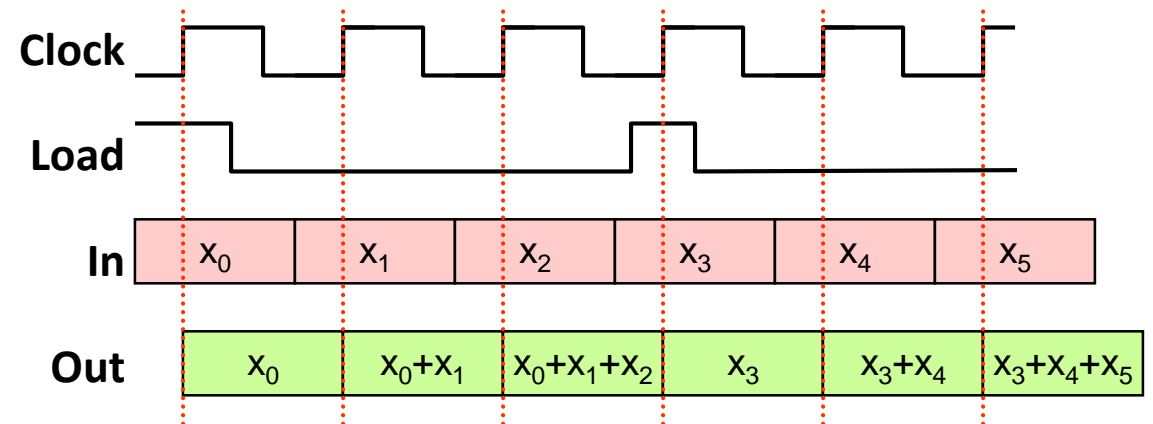 Clock
Load
In x₀ x₁ x₂ x₃ x₄ x₅
Out x₀ x₀+x₁ x₀+x₁+x₂ x₃ x₃+x₄ x₃+x₄+x₅